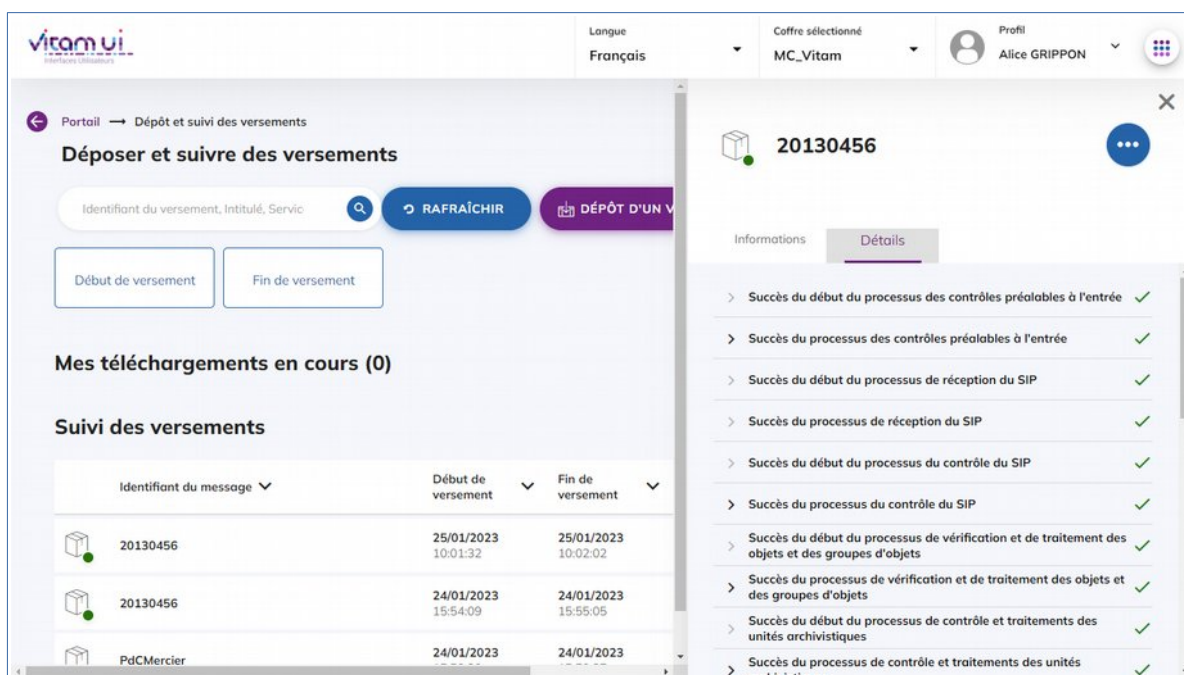 vitam ui
Interfaces Utilisateurs
Langue
Français
Coffre sélectionné
MC_Vitam
Profil
Alice GRIPPON
Portail → Dépôt et suivi des versements
Déposer et suivre des versements
Identifiant du versement, Intitulé, Servic
RAFRAÎCHIR
DÉPÔT D'UN V
Début de versement
Fin de versement
Mes téléchargements en cours (0)
Suivi des versements
Identifiant du message
Début de
versement
Fin de
versement
20130456
25/01/2023
10:01:32
25/01/2023
10:02:02
20130456
24/01/2023
15:54:09
24/01/2023
15:55:05
PdCMercier
24/01/2023
24/01/2023
20130456
Informations
Détails
Succès du début du processus des contrôles préalables à l'entrée
Succès du processus des contrôles préalables à l'entrée
Succès du début du processus de réception du SIP
Succès du processus de réception du SIP
Succès du début du processus du contrôle du SIP
Succès du processus du contrôle du SIP
Succès du début du processus de vérification et de traitement des
objets et des groupes d'objets
Succès du processus de vérification et de traitement des objets et
des groupes d'objets
Succès du début du processus de contrôle et traitements des
unités archivistiques
Succès du processus de contrôle et traitements des unités